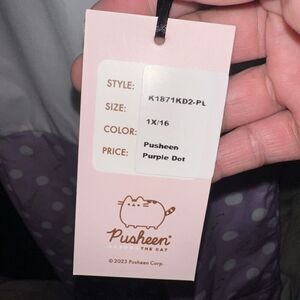 STYLE: K1871KD2-PL
SIZE: 1X/16
COLOR: Pusheen
PRICE: Purple Dot
Pusheen®
THE CAT
© 2023 Pusheen Corp.